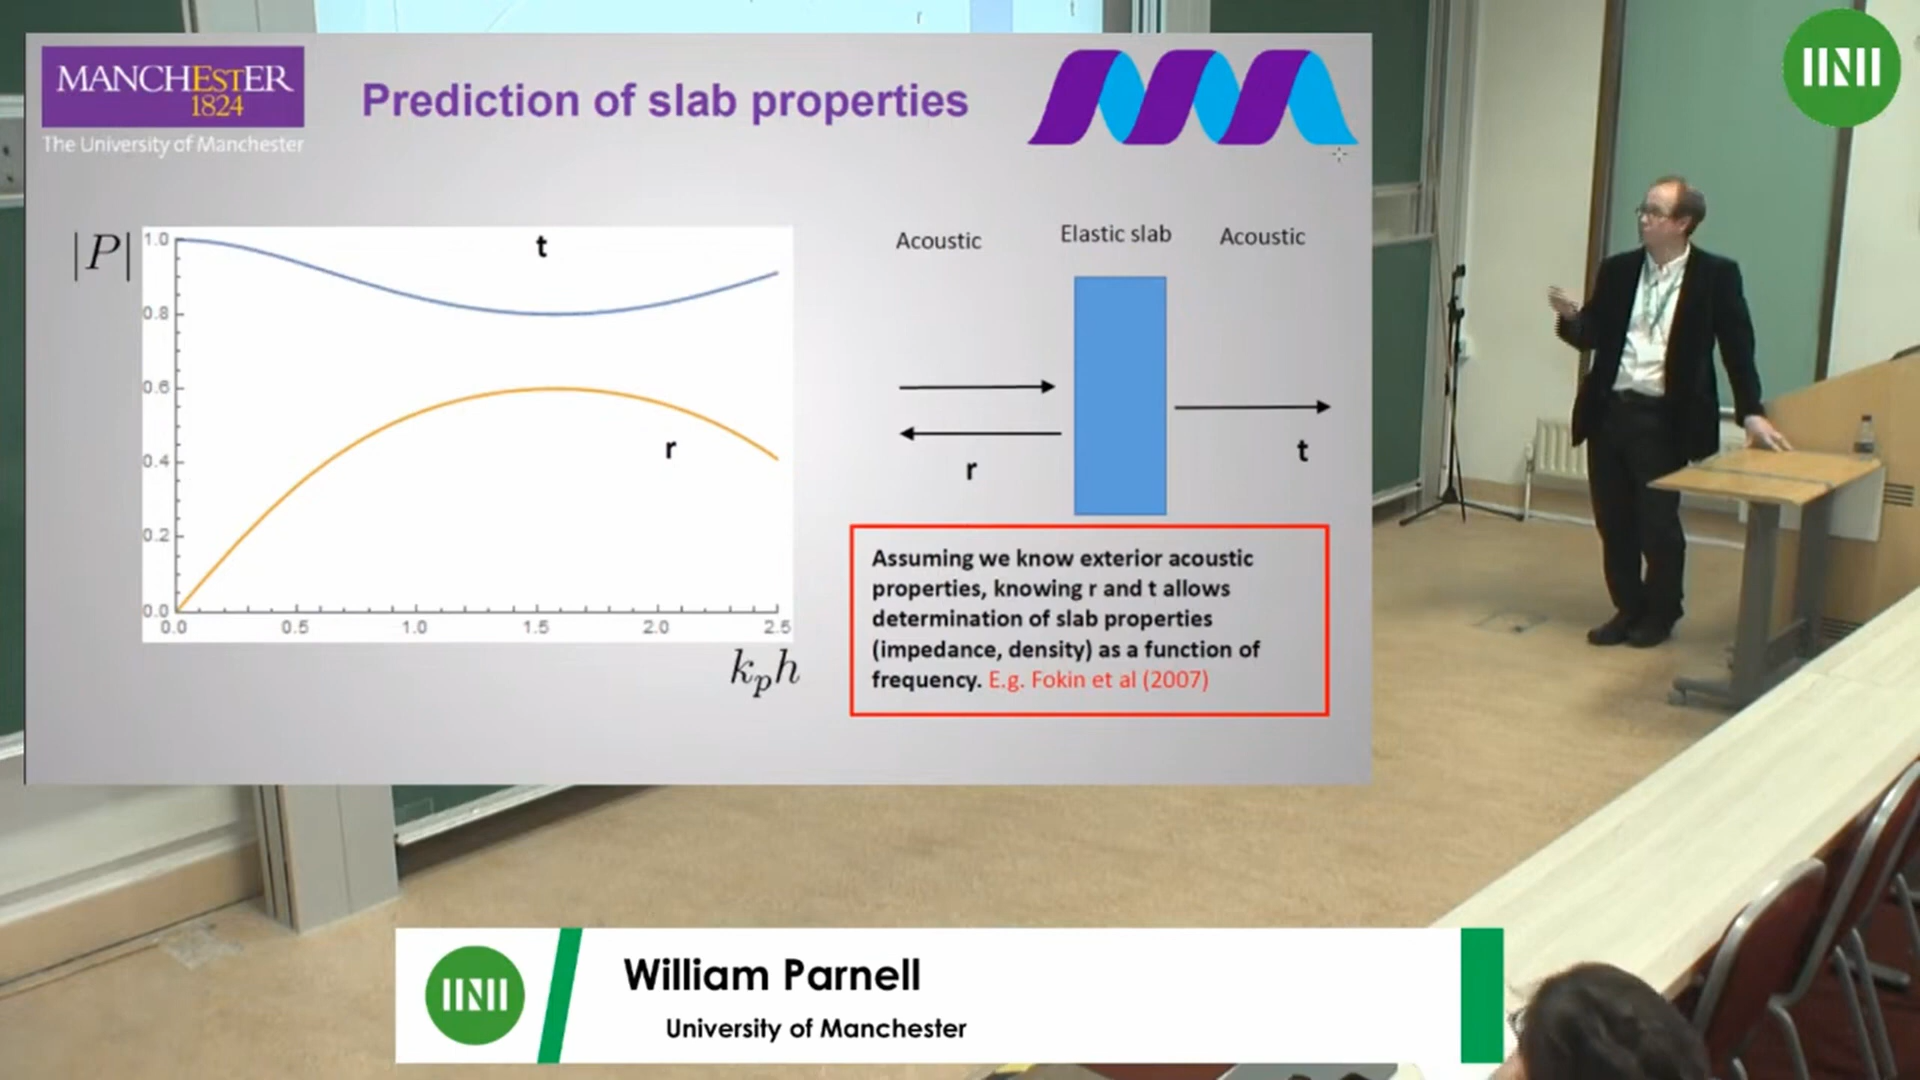 r
t
MANCHESTER
1824
The University of Manchester
Prediction of slab properties
|P|
1.0
0.8
0.6
0.4
0.2
0.0
0.0 0.5 1.0 1.5 2.0 2.5
t
r
kₚh
Acoustic Elastic slab Acoustic
r
t
Assuming we know exterior acoustic
properties, knowing r and t allows
determination of slab properties
(impedance, density) as a function of
frequency. E.g. Fokin et al (2007)
William Parnell
University of Manchester